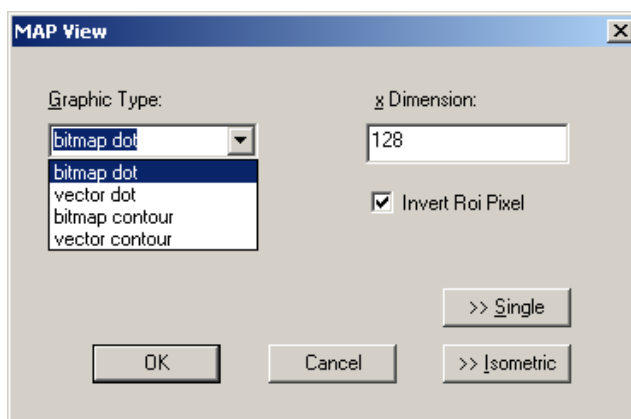 MAP View
Graphic Type:
x Dimension:
bitmap dot
128
bitmap dot
vector dot
bitmap contour
vector contour
Invert Roi Pixel
>> Single
OK
Cancel
>> Isometric